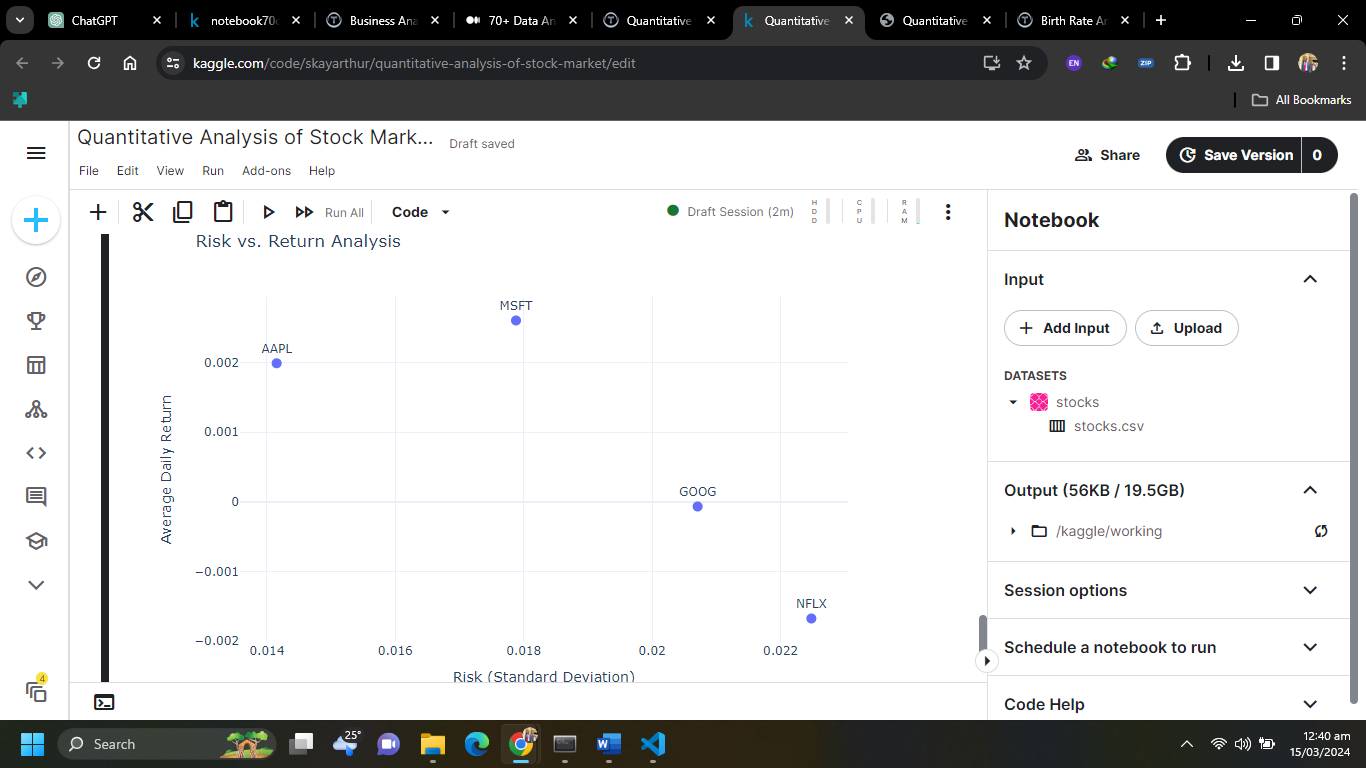 ChatGPT
notebook70c
Business Ana
70+ Data An
Quantitative
Quantitative
Quantitative
Birth Rate An
kaggle.com/code/skayarthur/quantitative-analysis-of-stock-market/edit
EN
ZIP
All Bookmarks
Quantitative Analysis of Stock Mark...
Draft saved
File Edit View Run Add-ons Help
Share
Save Version 0
Run All
Code
Draft Session (2m)
HDD
CPU
RAM
Risk vs. Return Analysis
MSFT
AAPL
GOOG
NFLX
0.002
0.001
0
−0.001
−0.002
Average Daily Return
0.014 0.016 0.018 0.02 0.022
Risk (Standard Deviation)
Notebook
Input
Add Input
Upload
DATASETS
stocks
stocks.csv
Output (56KB / 19.5GB)
/kaggle/working
Session options
Schedule a notebook to run
Code Help
4
Search
25°
12:40 am
15/03/2024